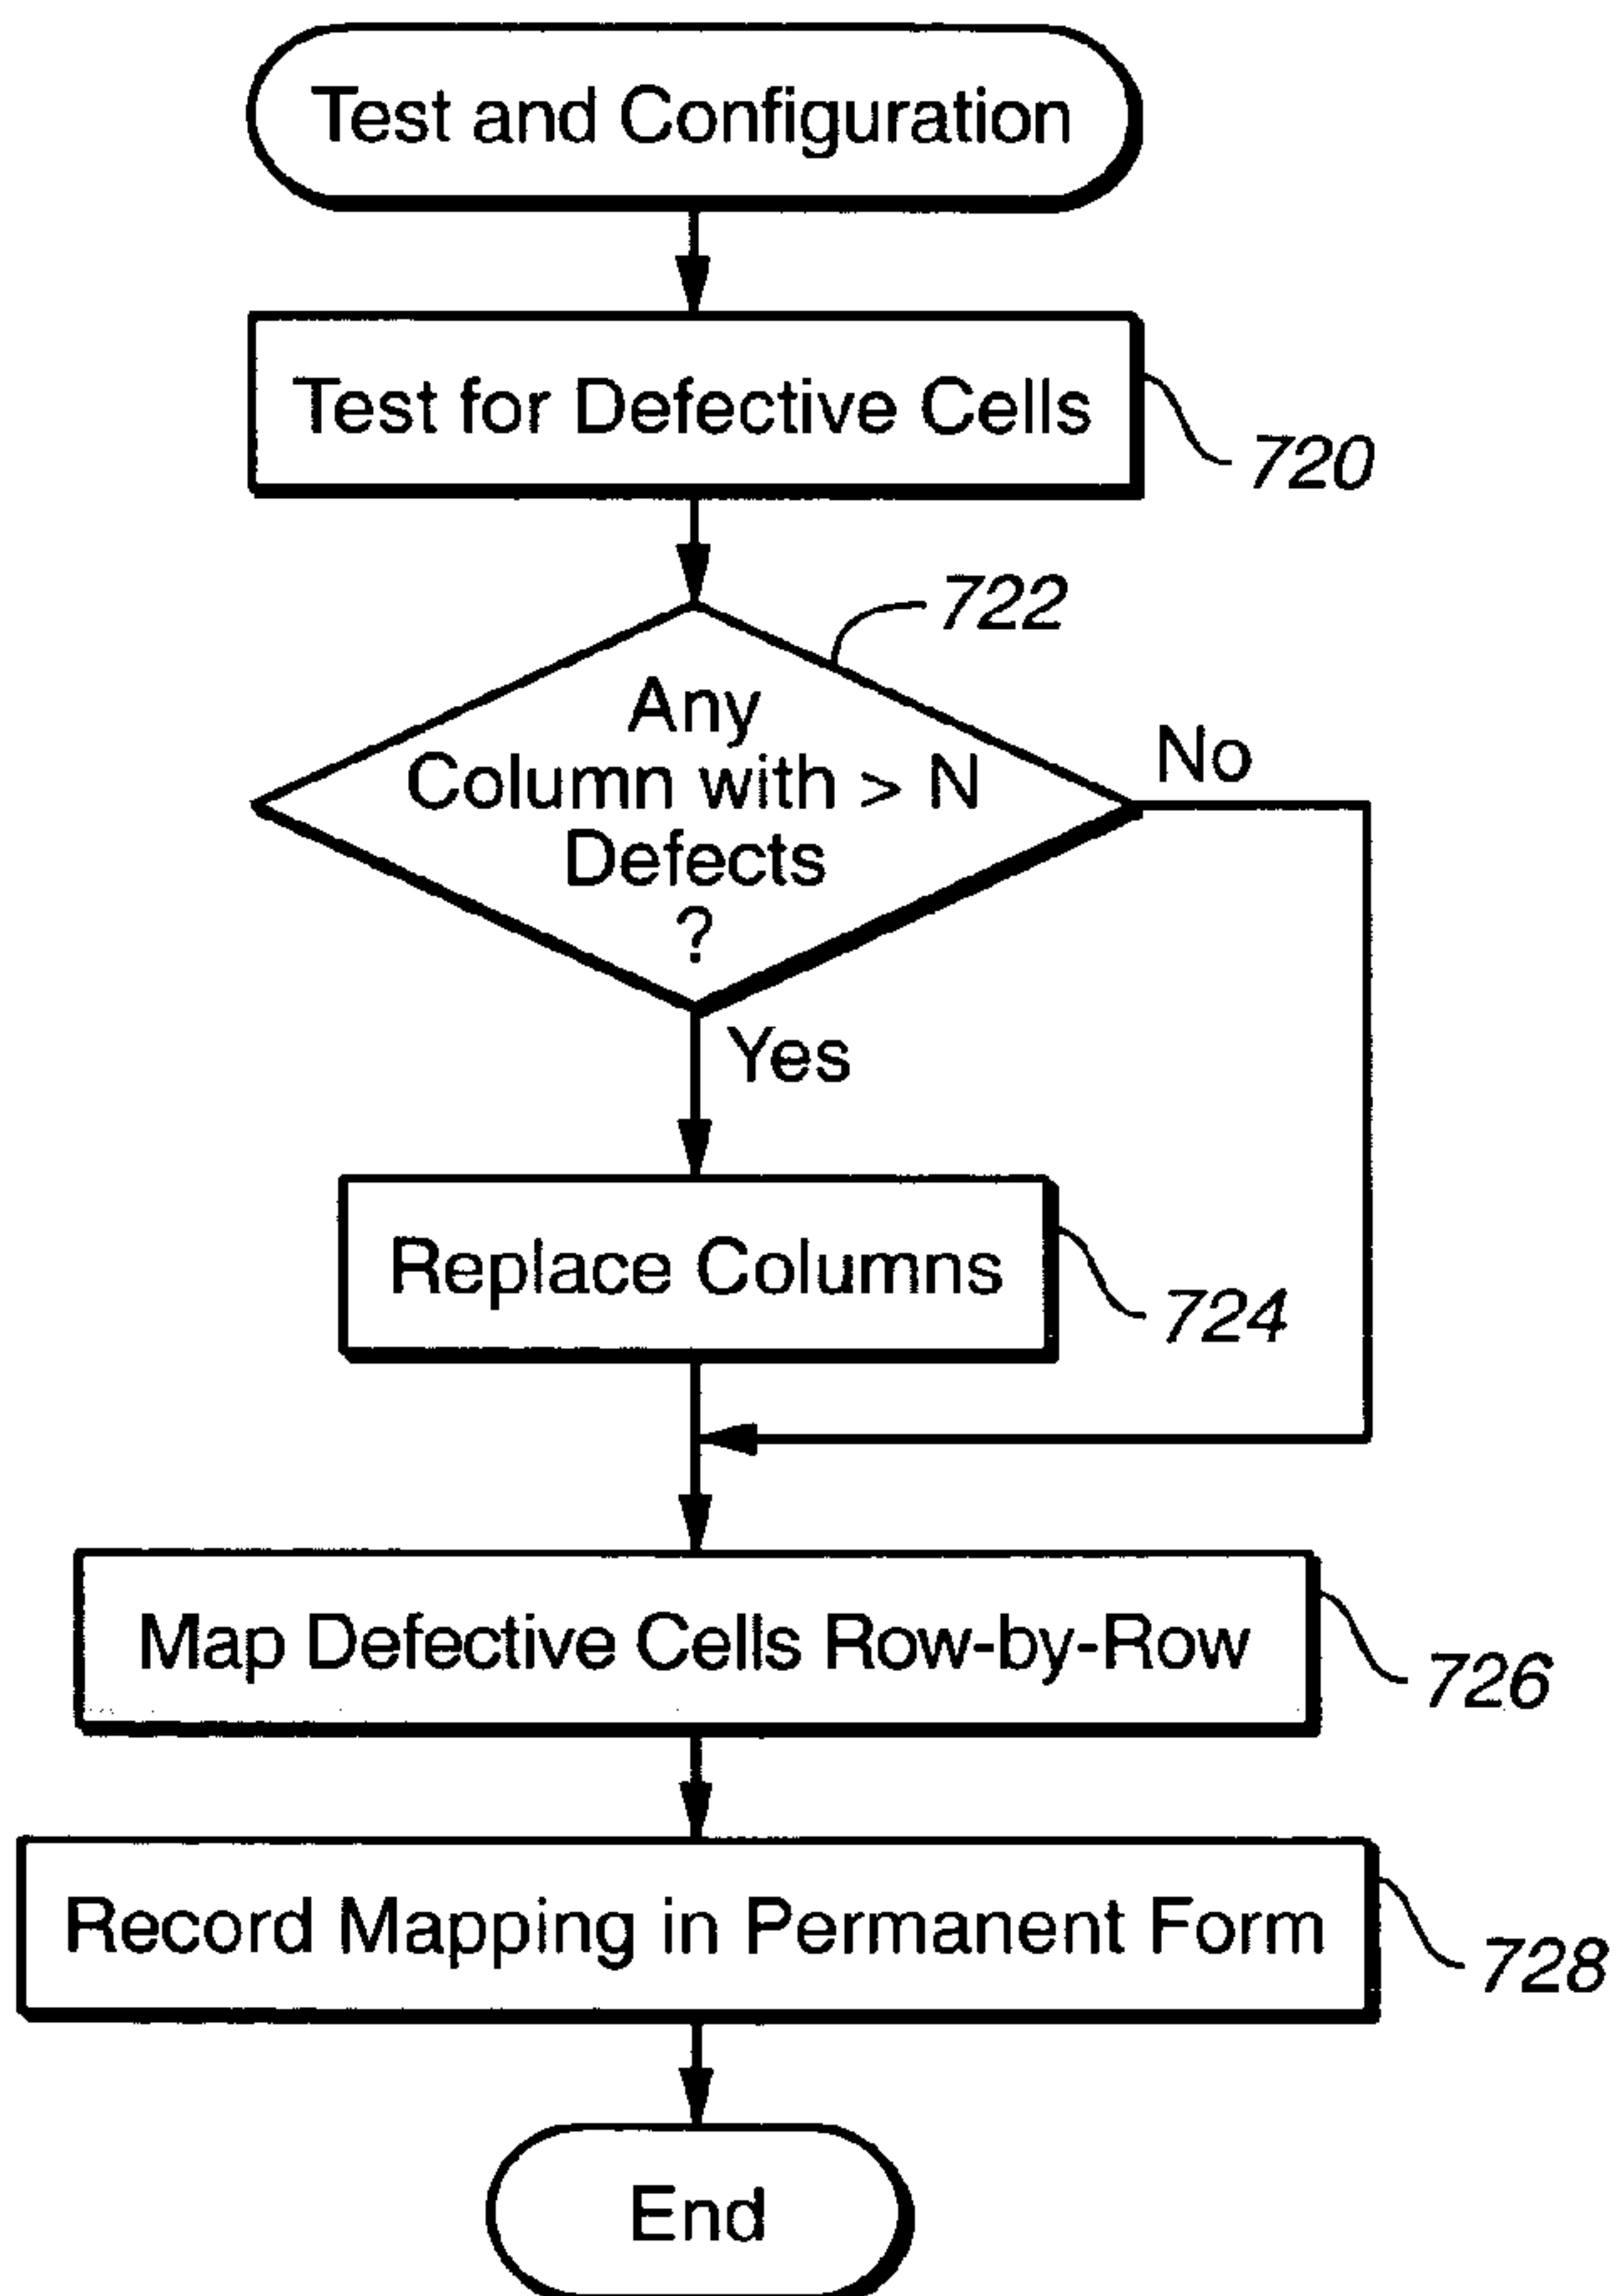 Test and Configuration
Test for Defective Cells
720
722
Any
Column with > N
Defects
?
No
Yes
Replace Columns
724
Map Defective Cells Row-by-Row
726
Record Mapping in Permanent Form
728
End